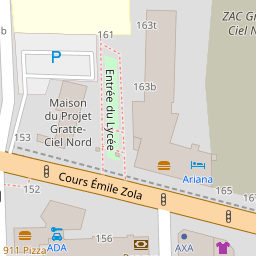 163t
ZAC G
Ciel N
161
P
163b
Entrée du Lycée
Maison
du Projet
Gratte-
Ciel Nord
153
Ariana
152
Cours Émile Zola
165
156
911 Pizza
ADA
AXA